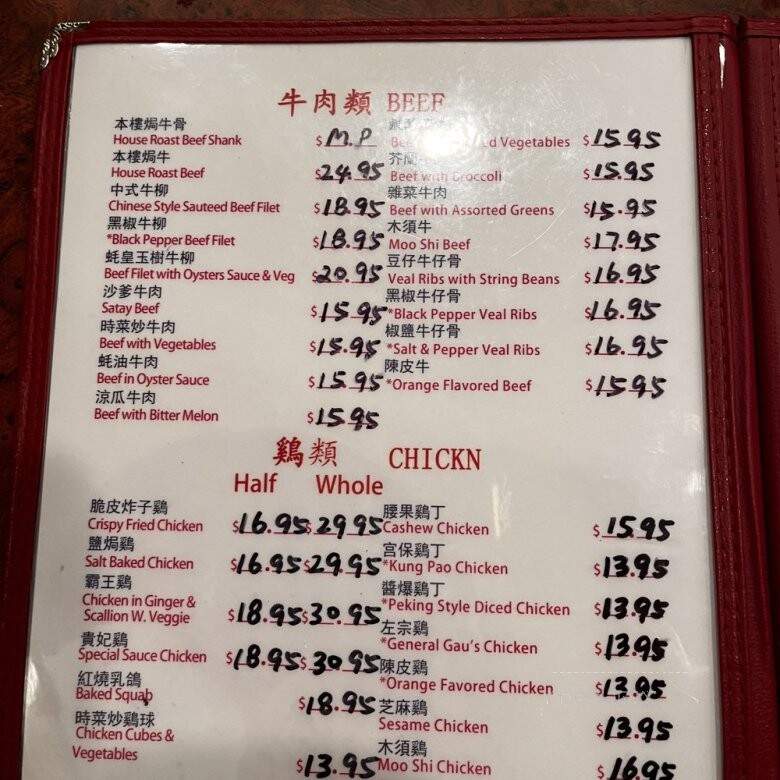 牛肉類 BEEF
本樓焗牛骨
House Roast Beef Shank $ M.P
本樓焗牛
House Roast Beef $24.95
中式牛柳
Chinese Style Sauteed Beef Filet $18.95
黑椒牛柳
*Black Pepper Beef Filet $18.95
蚝皇玉樹牛柳
Beef Filet with Oysters Sauce & Veg $20.95
沙爹牛肉
Satay Beef $15.95
時菜炒牛肉
Beef with Vegetables $15.95
蚝油牛肉
Beef in Oyster Sauce $15.95
涼瓜牛肉
Beef with Bitter Melon $15.95
Vegetables $15.95
芥蘭牛
Beef with Broccoli $15.95
雜菜牛肉
Beef with Assorted Greens $15.95
木須牛
Moo Shi Beef $17.95
豆仔牛仔骨
Veal Ribs with String Beans $16.95
黑椒牛仔骨
*Black Pepper Veal Ribs $16.95
椒鹽牛仔骨
*Salt & Pepper Veal Ribs $16.95
陳皮牛
*Orange Flavored Beef $15.95
鷄類 CHICKN
Half Whole
脆皮炸子鷄
Crispy Fried Chicken $16.95 $29.95
鹽焗鷄
Salt Baked Chicken $16.95 $29.95
霸王鷄
Chicken in Ginger &
Scallion W. Veggie $18.95 $30.95
貴妃鷄
Special Sauce Chicken $18.95 $30.95
紅燒乳鴿
Baked Squab $18.95
時菜炒鷄球
Chicken Cubes &
Vegetables $13.95
腰果鷄丁
Cashew Chicken $15.95
宮保鷄丁
*Kung Pao Chicken $13.95
醬爆鷄丁
*Peking Style Diced Chicken $13.95
左宗鷄
*General Gau's Chicken $13.95
陳皮鷄
*Orange Favored Chicken $13.95
芝麻鷄
Sesame Chicken $13.95
木須鷄
Moo Shi Chicken $16.95